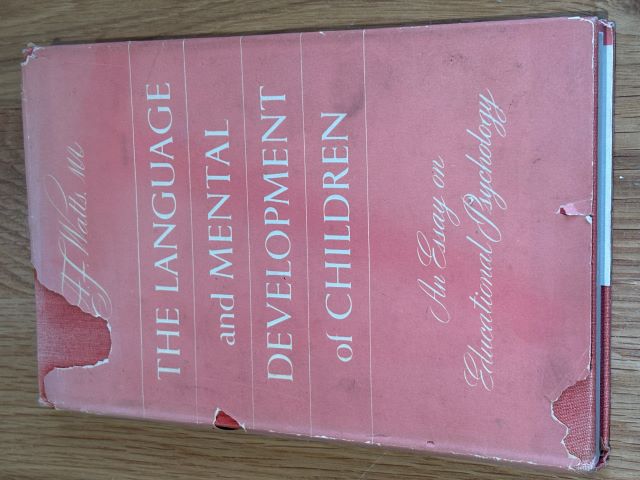 A. F. Watts, M.A.
THE LANGUAGE
and MENTAL
DEVELOPMENT
of CHILDREN
An Essay on
Educational Psychology